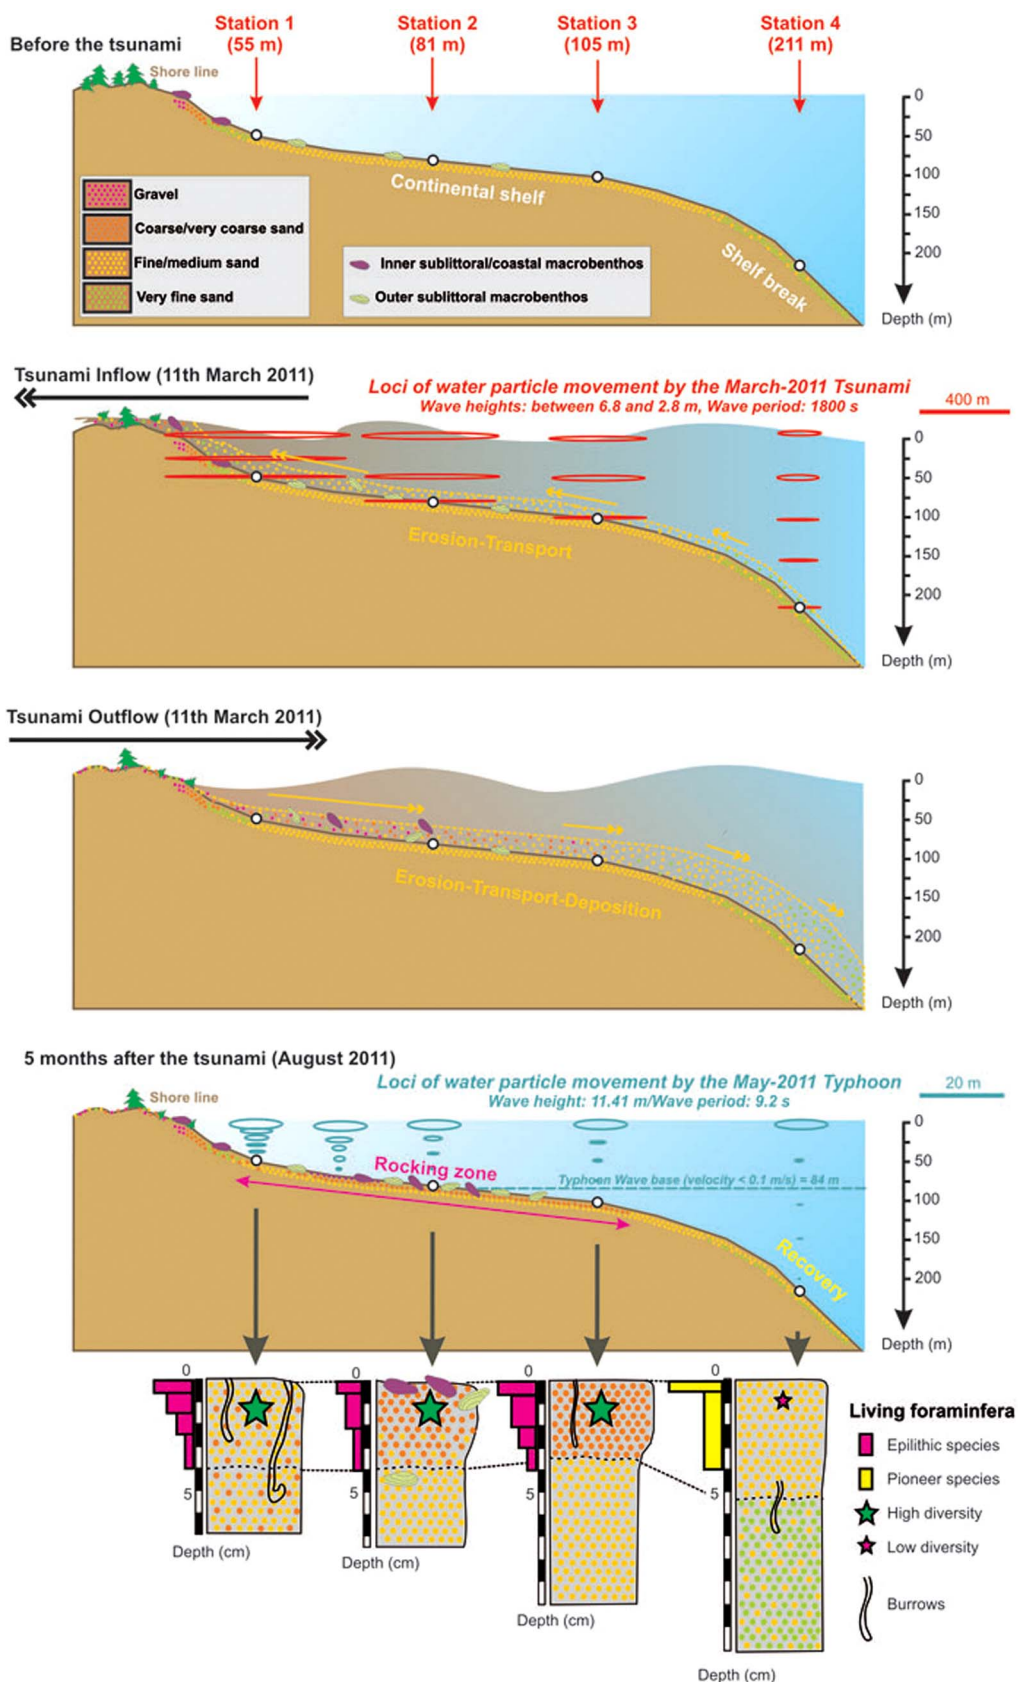 Station 1
(55 m)
Station 2
(81 m)
Station 3
(105 m)
Station 4
(211 m)
Before the tsunami
Shore line
0
50
100
150
200
Depth (m)
Continental shelf
Shelf break
Gravel
Coarse/very coarse sand
Fine/medium sand
Very fine sand
Inner sublittoral/coastal macrobenthos
Outer sublittoral macrobenthos
Tsunami Inflow (11th March 2011)
Loci of water particle movement by the March-2011 Tsunami
Wave heights: between 6.8 and 2.8 m, Wave period: 1800 s
400 m
0
50
100
150
200
Depth (m)
Erosion-Transport
Tsunami Outflow (11th March 2011)
0
50
100
150
200
Depth (m)
Erosion-Transport-Deposition
5 months after the tsunami (August 2011)
Loci of water particle movement by the May-2011 Typhoon
Wave height: 11.41 m/Wave period: 9.2 s
20 m
Shore line
Rocking zone
Typhoon Wave base (velocity < 0.1 m/s) = 84 m
Recovery
0
50
100
150
200
Depth (m)
0
5
Depth (cm)
0
5
Depth (cm)
0
5
Depth (cm)
0
5
Depth (cm)
Living foraminfera
Epilithic species
Pioneer species
High diversity
Low diversity
Burrows